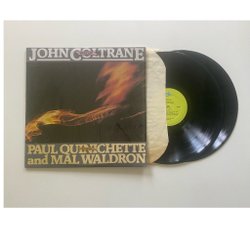 JOHN COLTRANE
PAUL QUINICHETTE
and MAL WALDRON